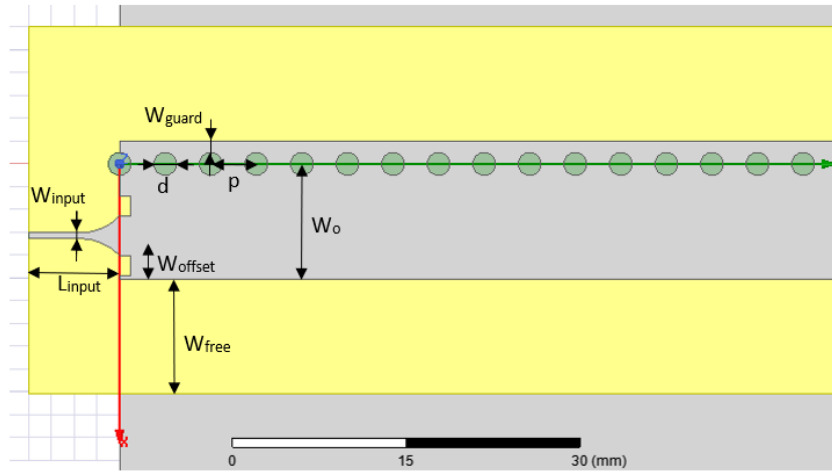 Wguard
d
p
Winput
Wo
Woffset
Linput
Wfree
x
0
15
30 (mm)